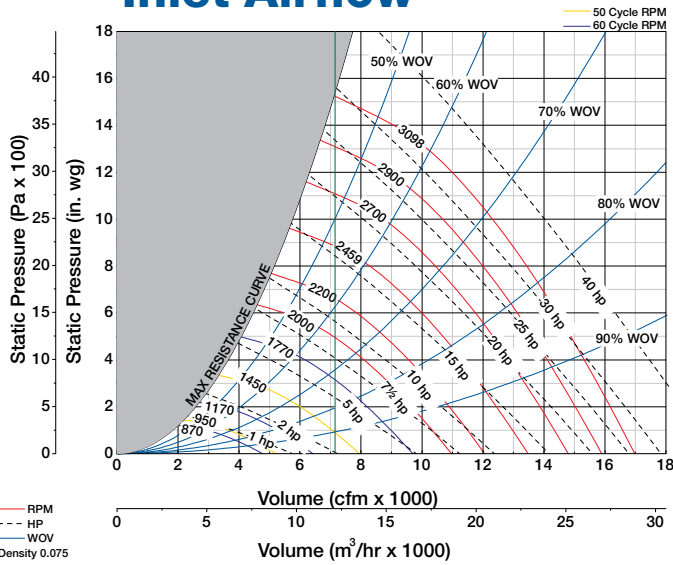 Inlet Airflow
50 Cycle RPM
60 Cycle RPM
Static Pressure (Pa x 100)
40
35
30
25
20
15
10
5
0
Static Pressure (in. wg)
18
16
14
12
10
8
6
4
2
0
MAX RESISTANCE CURVE
50% WOV
60% WOV
70% WOV
80% WOV
90% WOV
3098
2900
2700
2459
2200
2000
1770
1450
1170
950
870
1 hp
2 hp
5 hp
7½ hp
10 hp
15 hp
20 hp
25 hp
30 hp
40 hp
0 2 4 6 8 10 12 14 16 18
Volume (cfm x 1000)
0 5 10 15 20 25 30
Volume (m³/hr x 1000)
RPM
HP
WOV
Density 0.075